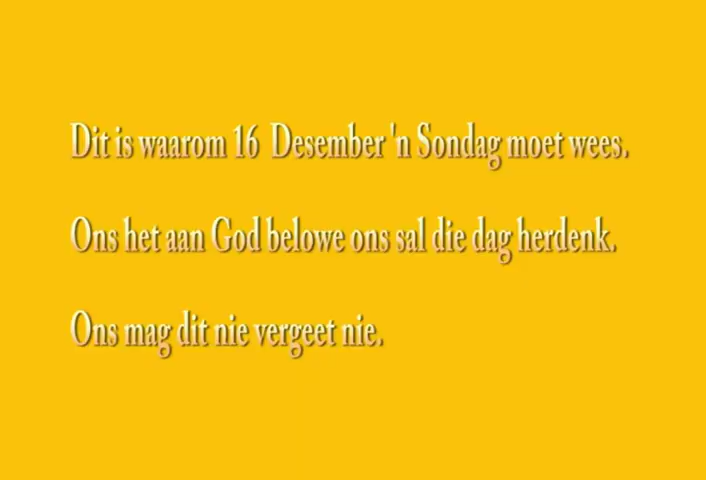 Dit is waarom 16 Desember 'n Sondag moet wees.
Ons het aan God belowe ons sal die dag herdenk.
Ons mag dit nie vergeet nie.